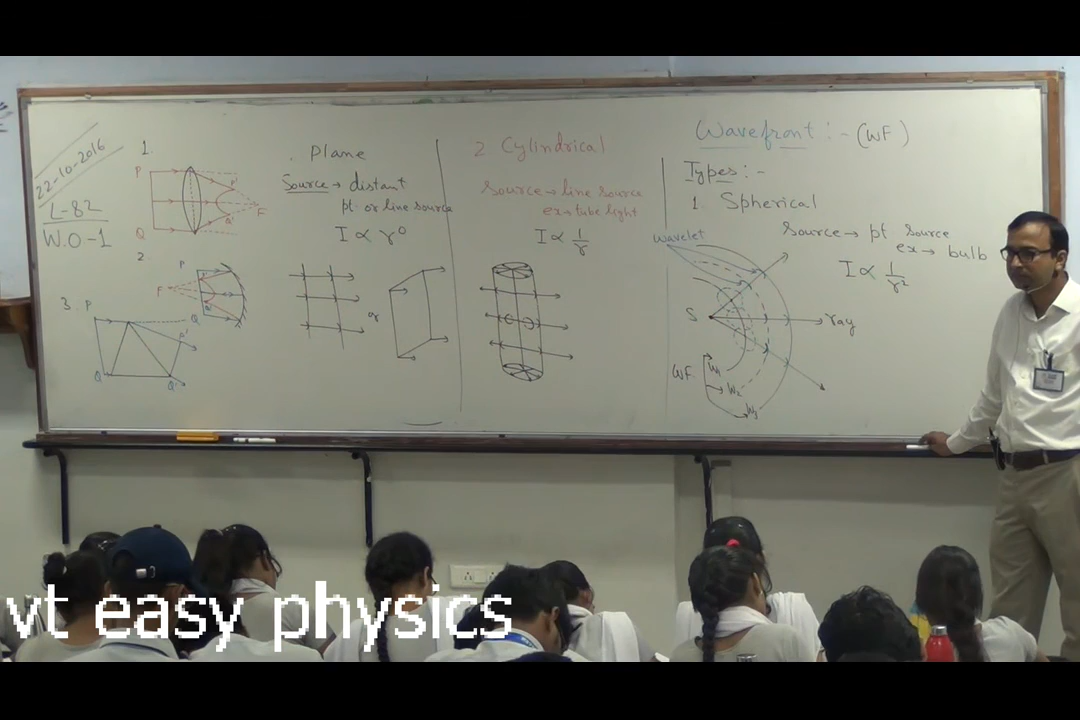 22-10-2016
L-82
W.O-1
1
P
P'
F
Q'
Q
2
P
F
Q
3. P
Q'
Q
. Plane
Source → distant
pt. or line source
I ∝ r⁰
or
2 Cylindrical
Source → line source
ex → tube light
I ∝ 1/r
Wavefront :- (WF)
Types :-
1. Spherical
Source → pt source
ex → bulb
I ∝ 1/r²
Wavelet
S
ray
WF
W₁
W₂
W₃
vt easy physics